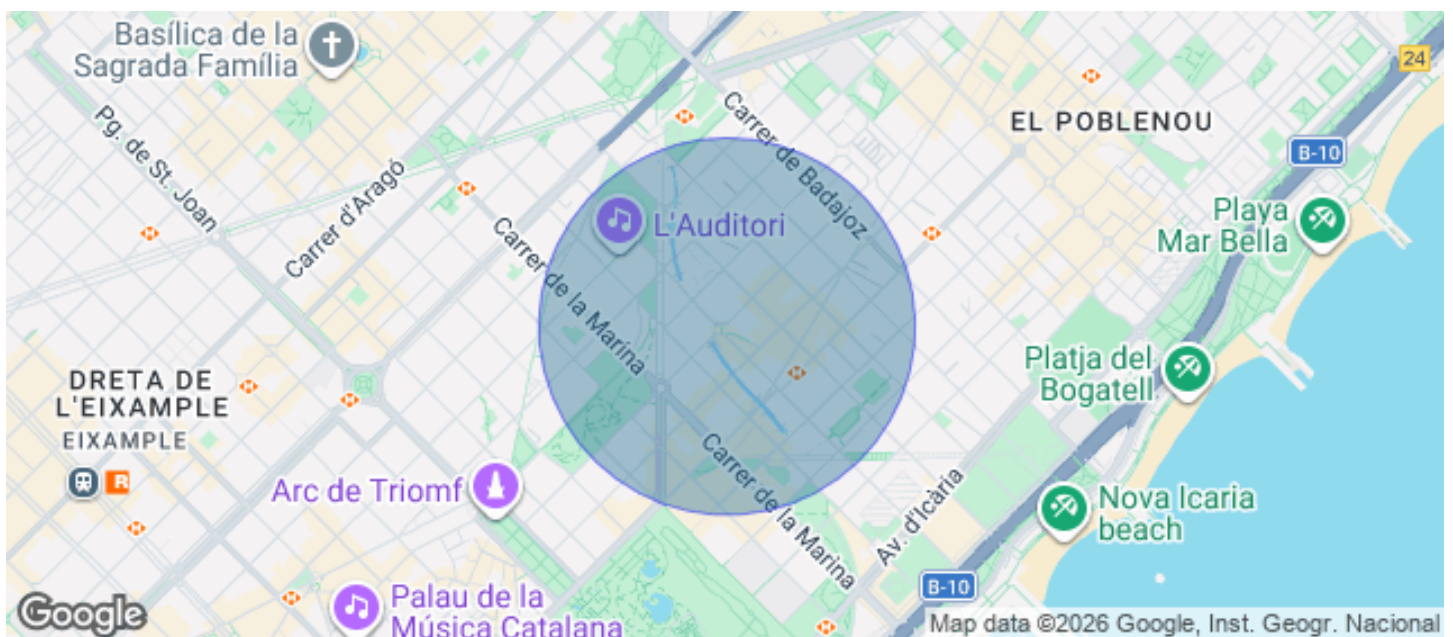 Basílica de la
Sagrada Família
24
Carrer de Badajoz
EL POBLENOU
B-10
Pg. de St. Joan
Carrer d'Aragó
L'Auditori
Playa
Mar Bella
Carrer de la Marina
Platja del
Bogatell
DRETA DE
L'EIXAMPLE
EIXAMPLE
R
Arc de Triomf
Carrer de la Marina
Av. d'Icària
Nova Icaria
beach
B-10
Palau de la
Música Catalana
Google
Map data ©2026 Google, Inst. Geogr. Nacional